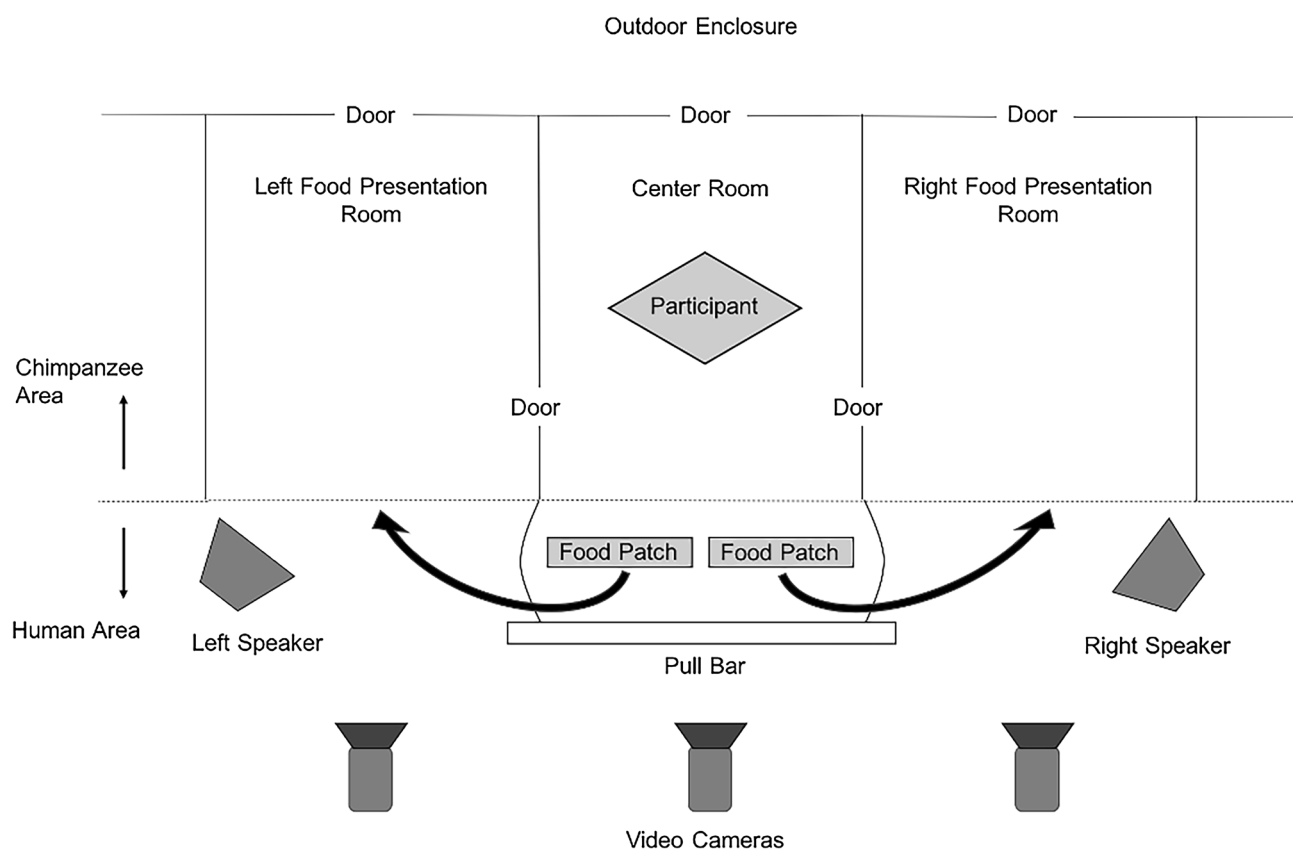 Outdoor Enclosure
Door
Door
Door
Left Food Presentation
Room
Center Room
Right Food Presentation
Room
Participant
Chimpanzee
Area
Door
Door
Food Patch
Food Patch
Human Area
Left Speaker
Right Speaker
Pull Bar
Video Cameras